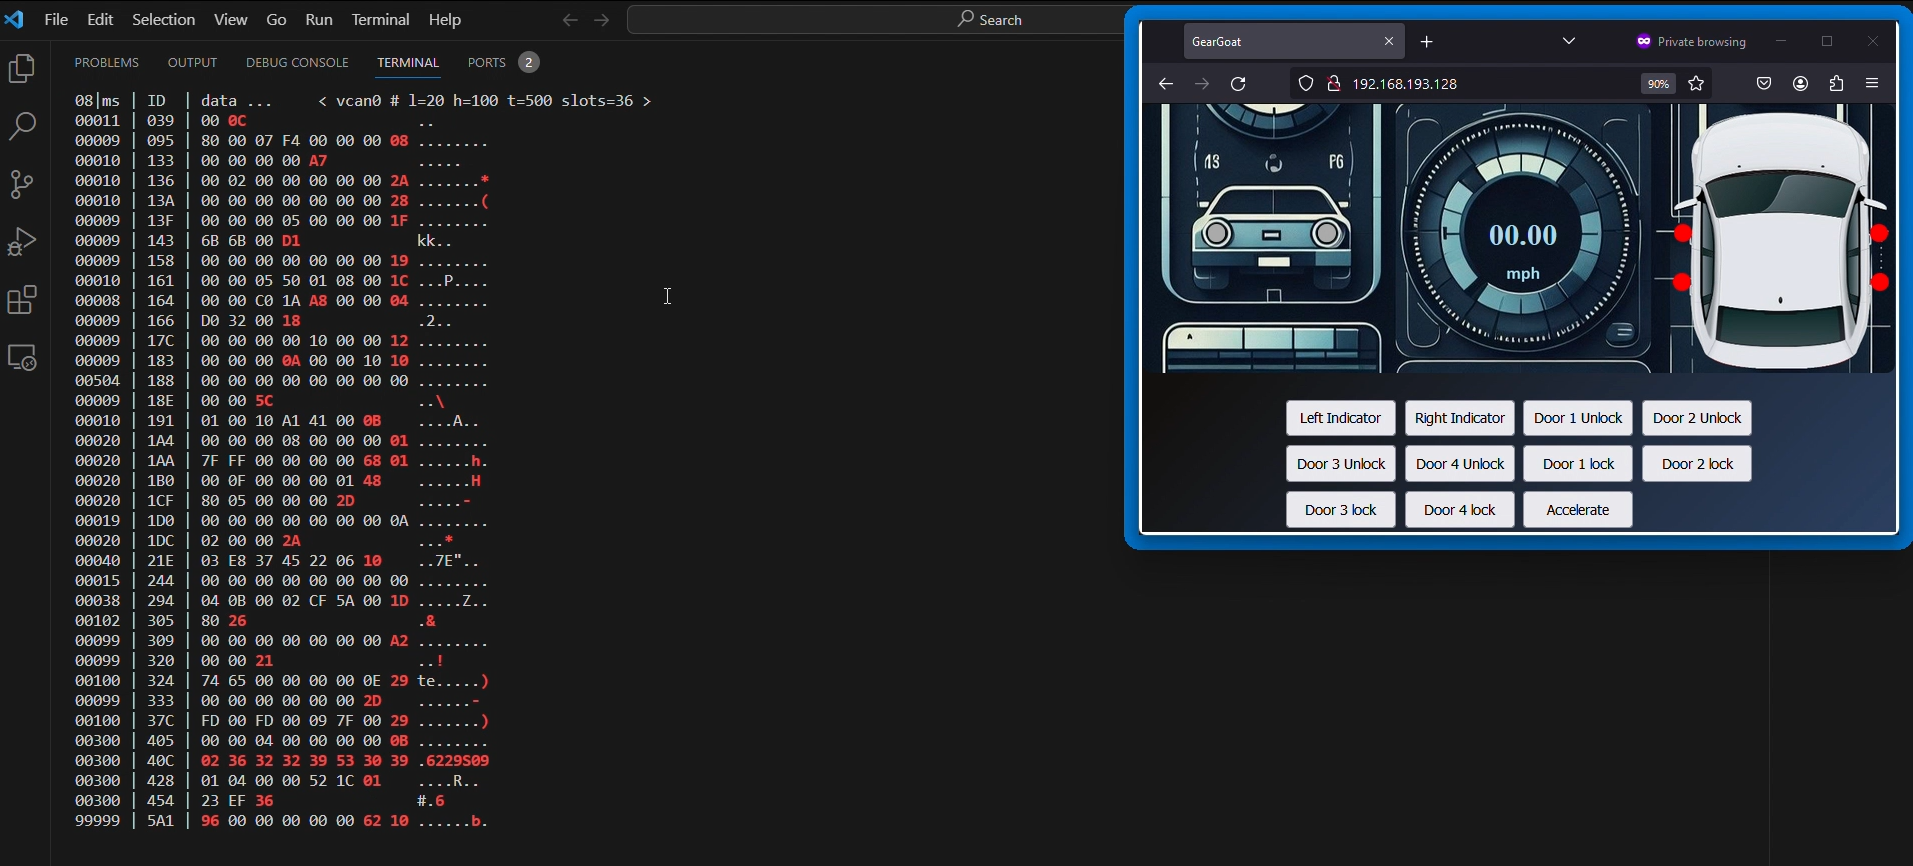 File Edit Selection View Go Run Terminal Help
Search
PROBLEMS OUTPUT DEBUG CONSOLE TERMINAL PORTS 2
08|ms | ID | data ... < vcan0 # l=20 h=100 t=500 slots=36 >
00011 | 039 | 00 0C ..
00009 | 095 | 80 00 07 F4 00 00 00 08 ........
00010 | 133 | 00 00 00 00 A7 .....
00010 | 136 | 00 02 00 00 00 00 00 2A .......*
00010 | 13A | 00 00 00 00 00 00 00 28 .......(
00009 | 13F | 00 00 00 05 00 00 00 1F ........
00009 | 143 | 6B 6B 00 D1 kk..
00009 | 158 | 00 00 00 00 00 00 00 19 ........
00010 | 161 | 00 00 05 50 01 08 00 1C ...P....
00008 | 164 | 00 00 C0 1A A8 00 00 04 ........
00009 | 166 | D0 32 00 18 .2..
00009 | 17C | 00 00 00 00 10 00 00 12 ........
00009 | 183 | 00 00 00 0A 00 00 10 10 ........
00504 | 188 | 00 00 00 00 00 00 00 00 ........
00009 | 18E | 00 00 5C ..\
00010 | 191 | 01 00 10 A1 41 00 0B ....A..
00020 | 1A4 | 00 00 00 08 00 00 00 01 ........
00020 | 1AA | 7F FF 00 00 00 00 68 01 ......h.
00020 | 1B0 | 00 0F 00 00 00 01 48 ......H
00020 | 1CF | 80 05 00 00 00 2D .....-
00019 | 1D0 | 00 00 00 00 00 00 00 0A ........
00020 | 1DC | 02 00 00 2A ...*
00040 | 21E | 03 E8 37 45 22 06 10 ..7E"..
00015 | 244 | 00 00 00 00 00 00 00 00 ........
00038 | 294 | 04 0B 00 02 CF 5A 00 1D .....Z..
00102 | 305 | 80 26 .&
00099 | 309 | 00 00 00 00 00 00 00 A2 ........
00099 | 320 | 00 00 21 ..!
00100 | 324 | 74 65 00 00 00 00 0E 29 te.....)
00099 | 333 | 00 00 00 00 00 00 2D ......-
00100 | 37C | FD 00 FD 00 09 7F 00 29 .......)
00300 | 405 | 00 00 04 00 00 00 00 0B ........
00300 | 40C | 02 36 32 32 39 53 30 39 .6229S09
00300 | 428 | 01 04 00 00 52 1C 01 ....R..
00300 | 454 | 23 EF 36 #.6
99999 | 5A1 | 96 00 00 00 00 00 62 10 ......b.
GearGoat
Private browsing
192.168.193.128
90%
13
00.00
mph
Left Indicator Right Indicator Door 1 Unlock Door 2 Unlock
Door 3 Unlock Door 4 Unlock Door 1 lock Door 2 lock
Door 3 lock Door 4 lock Accelerate